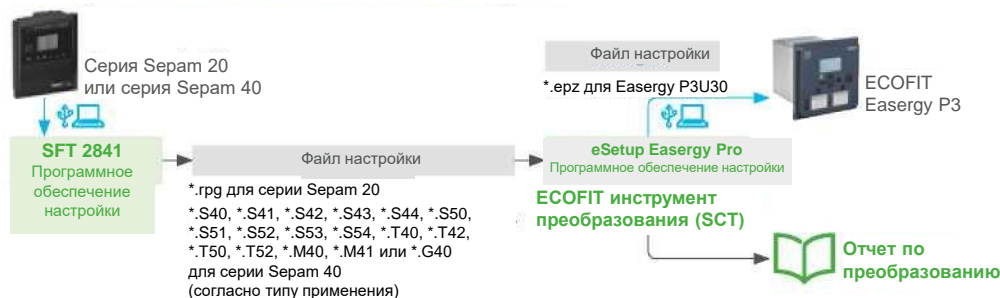 Серия Sepam 20
или серия Sepam 40
SFT 2841
Программное
обеспечение
настройки
Файл настройки
*.rpg для серии Sepam 20
*.S40, *.S41, *.S42, *.S43, *.S44, *.S50,
*.S51, *.S52, *.S53, *.S54, *.T40, *.T42,
*.T50, *.T52, *.M40, *.M41 или *.G40
для серии Sepam 40
(согласно типу применения)
Файл настройки
*.epz для Easergy P3U30
eSetup Easergy Pro
Программное обеспечение настройки
ECOFIT инструмент
преобразования (SCT)
ECOFIT
Easergy P3
Отчет по
преобразованию